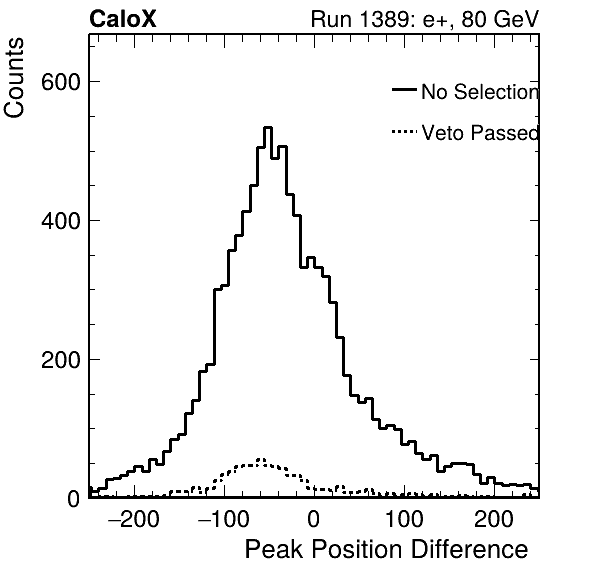 CaloX Run 1389: e+, 80 GeV
Counts
600
No Selection
Veto Passed
400
200
0
−200 −100 0 100 200
Peak Position Difference